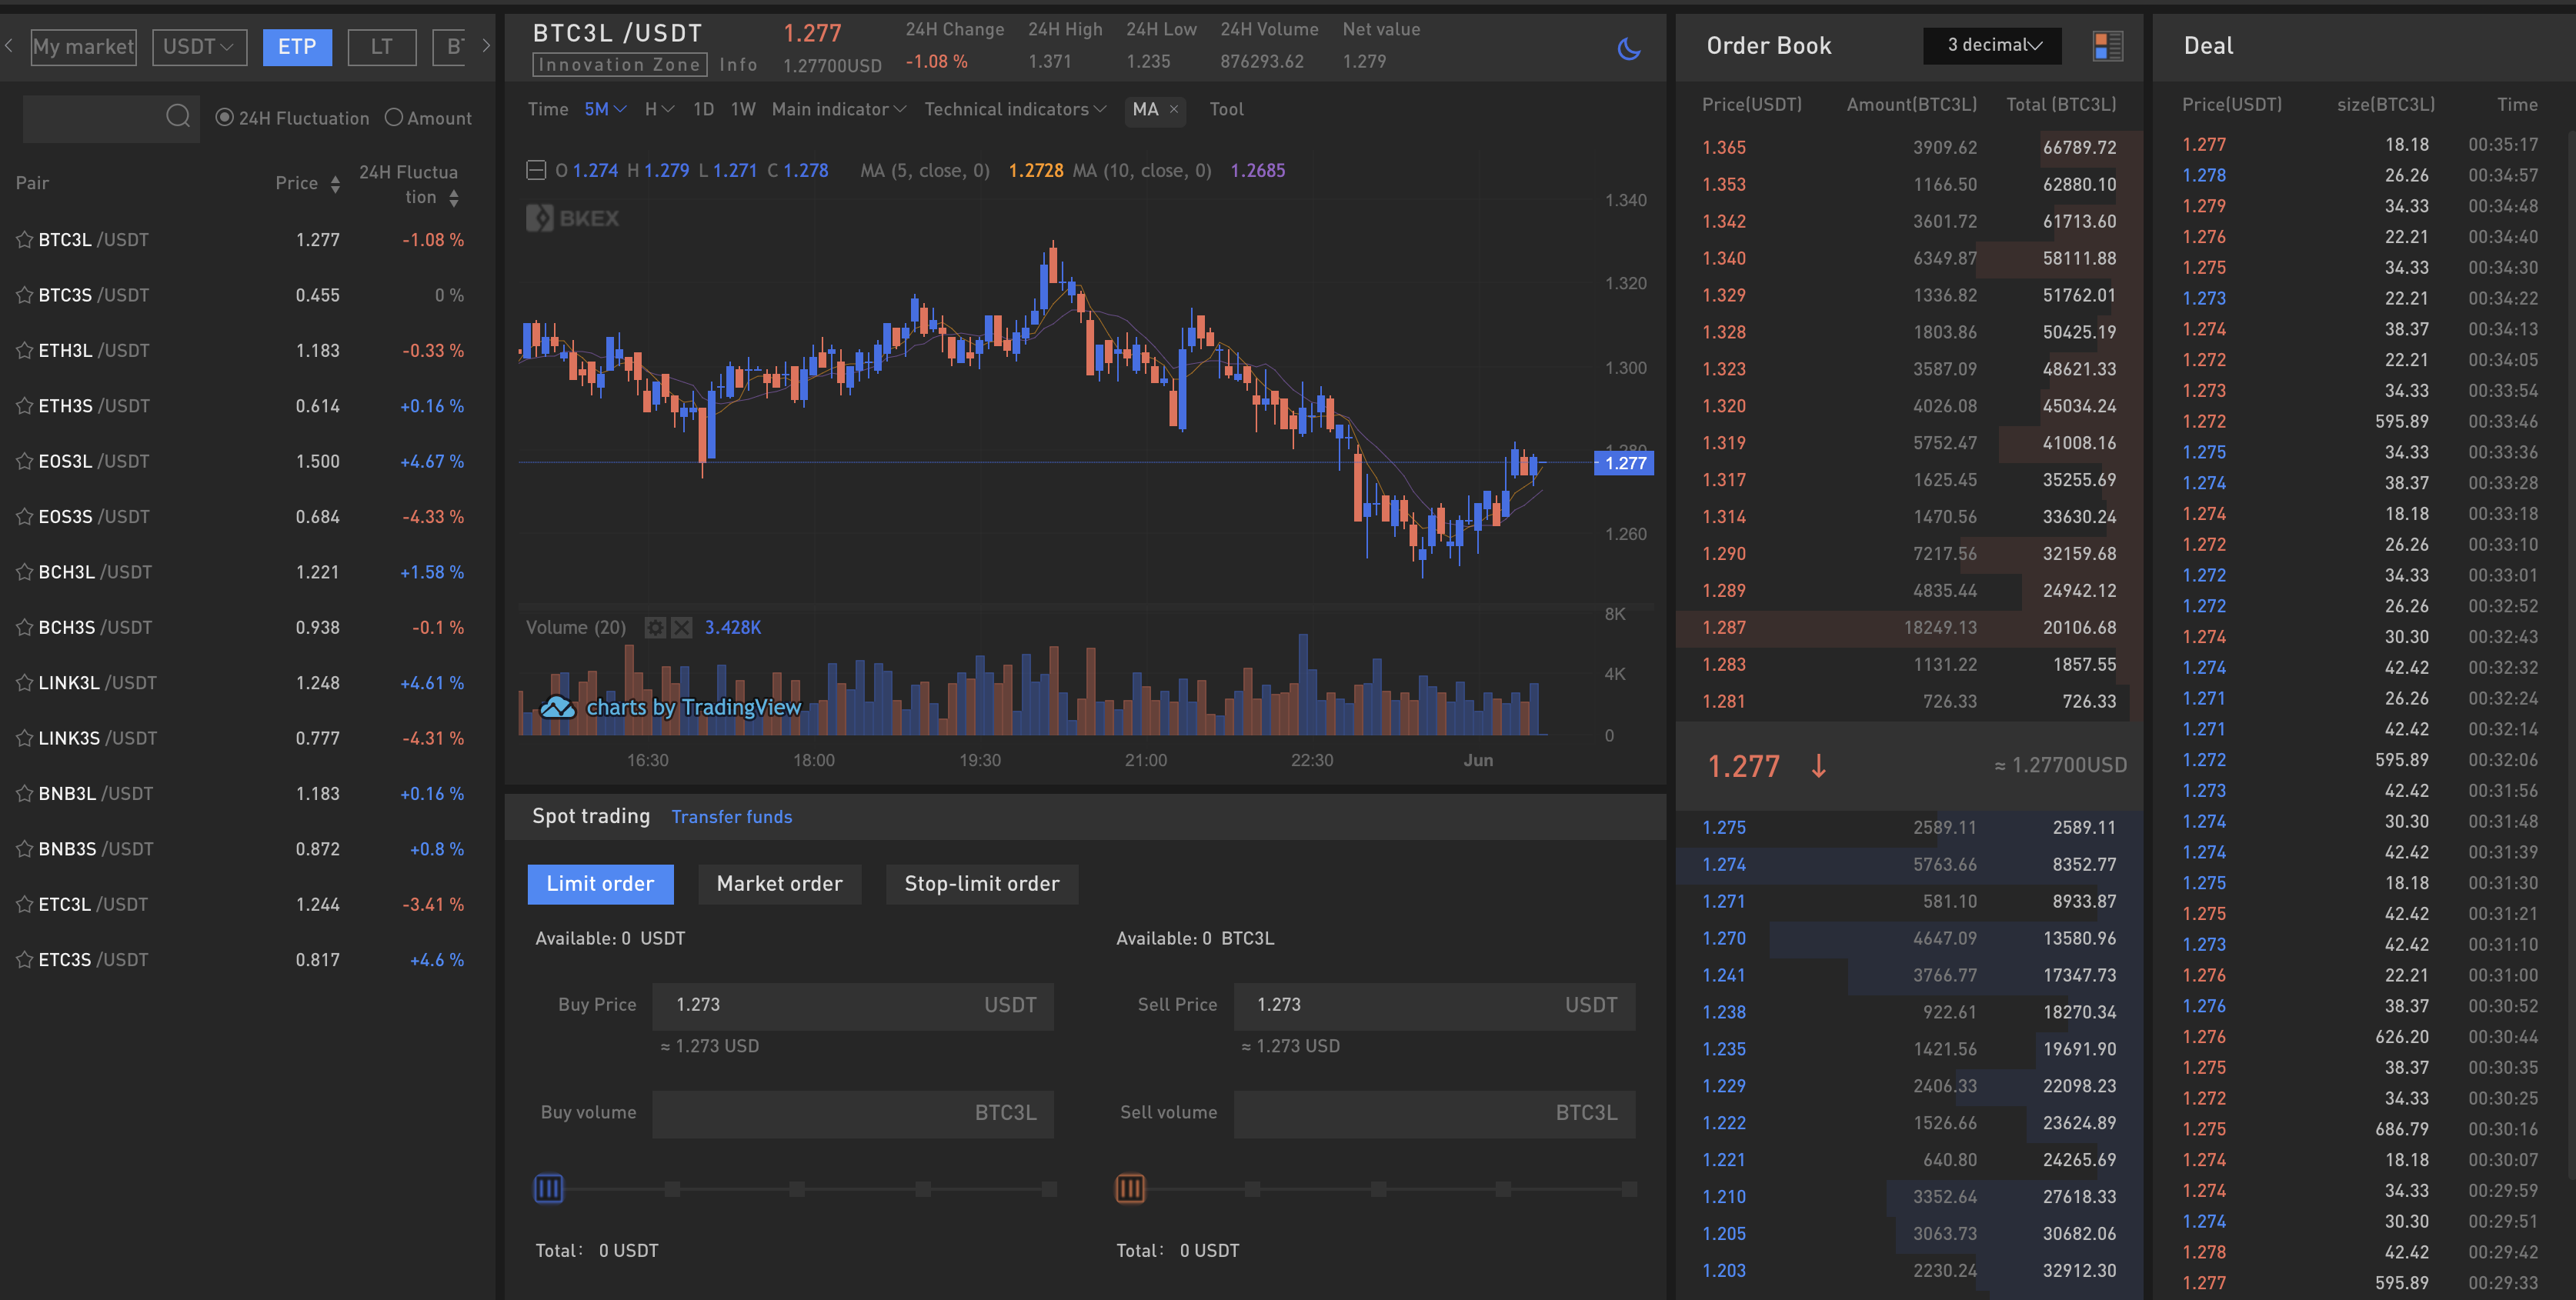 My market USDT ETP LT
24H Fluctuation Amount
Pair Price 24H Fluctua
tion
BTC3L /USDT 1.277 -1.08 %
BTC3S /USDT 0.455 0 %
ETH3L /USDT 1.183 -0.33 %
ETH3S /USDT 0.614 +0.16 %
EOS3L /USDT 1.500 +4.67 %
EOS3S /USDT 0.684 -4.33 %
BCH3L /USDT 1.221 +1.58 %
BCH3S /USDT 0.938 -0.1 %
LINK3L /USDT 1.248 +4.61 %
LINK3S /USDT 0.777 -4.31 %
BNB3L /USDT 1.183 +0.16 %
BNB3S /USDT 0.872 +0.8 %
ETC3L /USDT 1.244 -3.41 %
ETC3S /USDT 0.817 +4.6 %
BTC3L /USDT 1.277 24H Change 24H High 24H Low 24H Volume Net value
Innovation Zone Info 1.27700USD -1.08 % 1.371 1.235 876293.62 1.279
Time 5M H 1D 1W Main indicator Technical indicators MA × Tool
O 1.274 H 1.279 L 1.271 C 1.278 MA (5, close, 0) 1.2728 MA (10, close, 0) 1.2685
BKEX
1.340
1.320
1.300
1.280
1.277
1.260
Volume (20) 3.428K
8K
4K
0
charts by TradingView
16:30 18:00 19:30 21:00 22:30 Jun
Spot trading Transfer funds
Limit order Market order Stop-limit order
Available: 0 USDT Available: 0 BTC3L
Buy Price 1.273 USDT Sell Price 1.273 USDT
≈ 1.273 USD ≈ 1.273 USD
Buy volume BTC3L Sell volume BTC3L
Total: 0 USDT Total: 0 USDT
Order Book 3 decimal
Price(USDT) Amount(BTC3L) Total (BTC3L)
1.365 3909.62 66789.72
1.353 1166.50 62880.10
1.342 3601.72 61713.60
1.340 6349.87 58111.88
1.329 1336.82 51762.01
1.328 1803.86 50425.19
1.323 3587.09 48621.33
1.320 4026.08 45034.24
1.319 5752.47 41008.16
1.317 1625.45 35255.69
1.314 1470.56 33630.24
1.290 7217.56 32159.68
1.289 4835.44 24942.12
1.287 18249.13 20106.68
1.283 1131.22 1857.55
1.281 726.33 726.33
1.277 ↓ ≈ 1.27700USD
1.275 2589.11 2589.11
1.274 5763.66 8352.77
1.271 581.10 8933.87
1.270 4647.09 13580.96
1.241 3766.77 17347.73
1.238 922.61 18270.34
1.235 1421.56 19691.90
1.229 2406.33 22098.23
1.222 1526.66 23624.89
1.221 640.80 24265.69
1.210 3352.64 27618.33
1.205 3063.73 30682.06
1.203 2230.24 32912.30
Deal
Price(USDT) size(BTC3L) Time
1.277 18.18 00:35:17
1.278 26.26 00:34:57
1.279 34.33 00:34:48
1.276 22.21 00:34:40
1.275 34.33 00:34:30
1.273 22.21 00:34:22
1.274 38.37 00:34:13
1.272 22.21 00:34:05
1.273 34.33 00:33:54
1.272 595.89 00:33:46
1.275 34.33 00:33:36
1.274 38.37 00:33:28
1.274 18.18 00:33:18
1.272 26.26 00:33:10
1.272 34.33 00:33:01
1.272 26.26 00:32:52
1.274 30.30 00:32:43
1.274 42.42 00:32:32
1.271 26.26 00:32:24
1.271 42.42 00:32:14
1.272 595.89 00:32:06
1.273 42.42 00:31:56
1.274 30.30 00:31:48
1.274 42.42 00:31:39
1.275 18.18 00:31:30
1.275 42.42 00:31:21
1.273 42.42 00:31:10
1.276 22.21 00:31:00
1.276 38.37 00:30:52
1.276 626.20 00:30:44
1.275 38.37 00:30:35
1.272 34.33 00:30:25
1.275 686.79 00:30:16
1.274 18.18 00:30:07
1.274 34.33 00:29:59
1.274 30.30 00:29:51
1.278 42.42 00:29:42
1.277 595.89 00:29:33